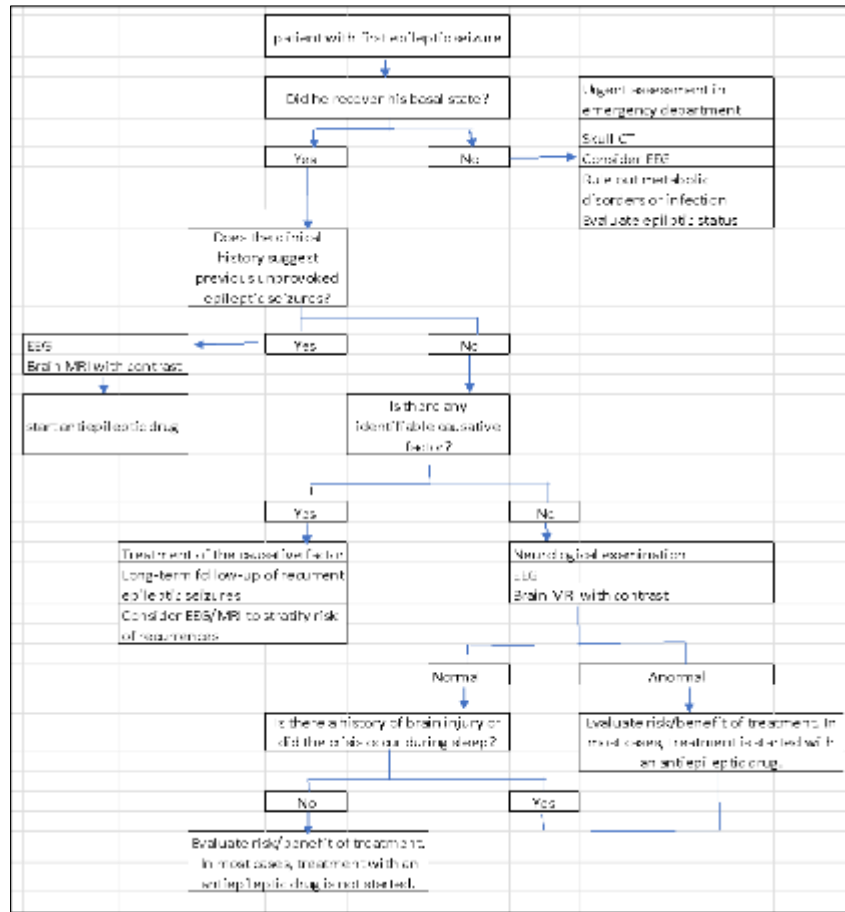 patient with first epileptic seizure
Did he recover his basal state?
Urgent assessment in
emergency department
Skull CT
Consider EEG
Rule out metabolic
disorders or infection
Evaluate epileptic status
Yes
No
Does the clinical
history suggest
previous unprovoked
epileptic seizures?
EEG
Brain MRI with contrast
Yes
No
start antiepileptic drug
Is there any
identifiable causative
factor?
Yes
No
Treatment of the causative factor
Long-term follow-up of recurrent
epileptic seizures
Consider EEG/MRI to stratify risk
of recurrences
Neurological examination
EEG
Brain MRI with contrast
Normal
Anormal
Is there a history of brain injury or
did the crisis occur during sleep?
Evaluate risk/benefit of treatment. In
most cases, treatment is started with
an antiepileptic drug.
No
Yes
Evaluate risk/benefit of treatment.
In most cases, treatment with an
antiepileptic drug is not started.